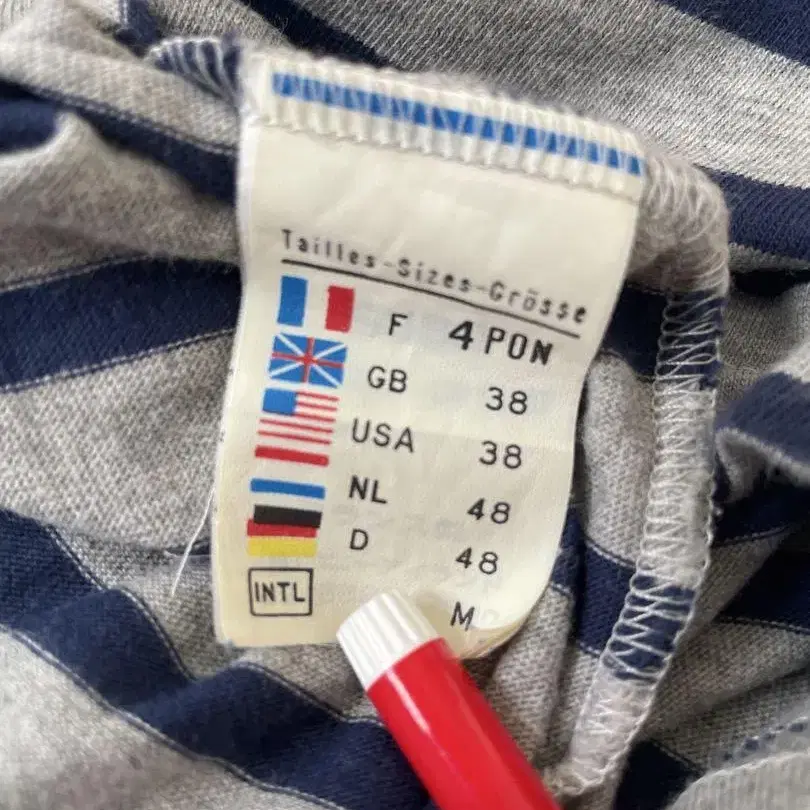 Tailles-Sizes-Grösse
F 4 PON
GB 38
USA 38
NL 48
D 48
INTL M